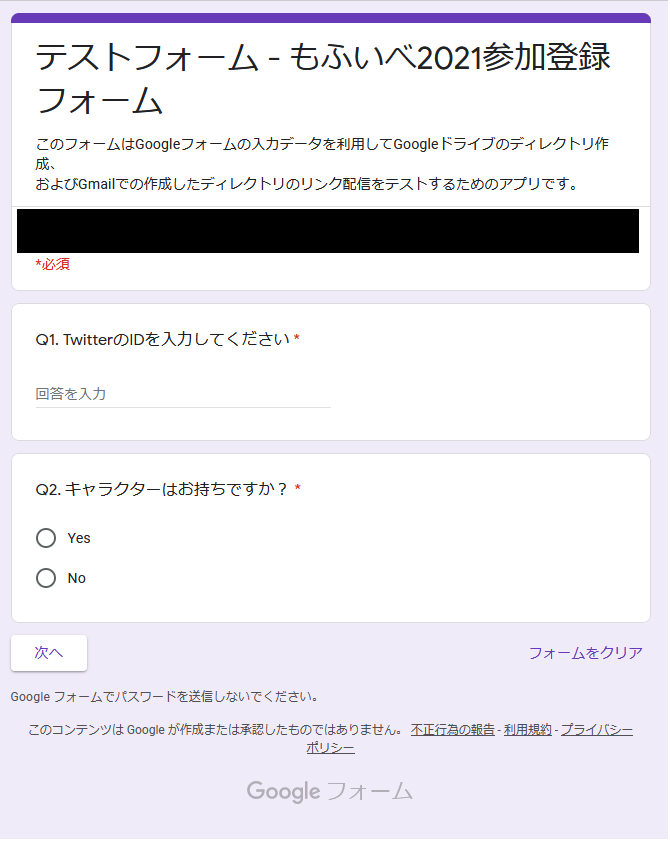 テストフォーム - もふいべ2021参加登録
フォーム
このフォームはGoogleフォームの入力データを利用してGoogleドライブのディレクトリ作
成、
およびGmailでの作成したディレクトリのリンク配信をテストするためのアプリです。
*必須
Q1. TwitterのIDを入力してください *
回答を入力
Q2. キャラクターはお持ちですか？ *
Yes
No
次へ
フォームをクリア
Google フォームでパスワードを送信しないでください。
このコンテンツは Google が作成または承認したものではありません。 不正行為の報告 - 利用規約 - プライバシー
ポリシー
Google フォーム